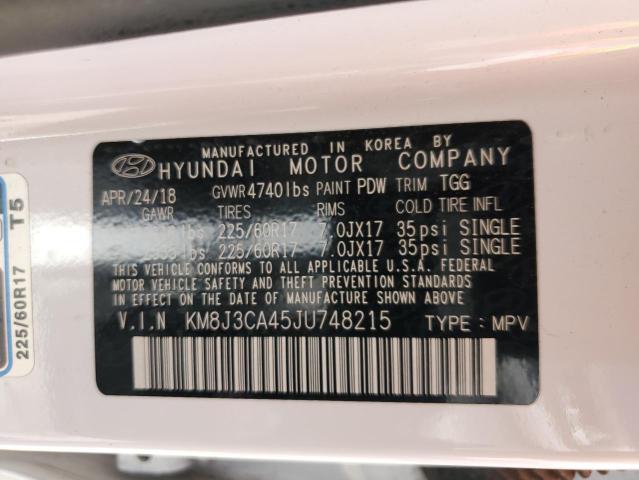 MANUFACTURED IN KOREA BY
HYUNDAI MOTOR COMPANY
APR/24/18 GVWR 4740lbs PAINT PDW TRIM TGG
GAWR TIRES RIMS COLD TIRE INFL
lbs 225/60R17 7.0JX17 35psi SINGLE
lbs 225/60R17 7.0JX17 35psi SINGLE
THIS VEHICLE CONFORMS TO ALL APPLICABLE U.S.A. FEDERAL
MOTOR VEHICLE SAFETY, BUMPER, AND THEFT PREVENTION STANDARDS
IN EFFECT ON THE DATE OF MANUFACTURE SHOWN ABOVE.
V.I.N KM8J3CA45JU748215 TYPE : MPV
225/60R17 T5